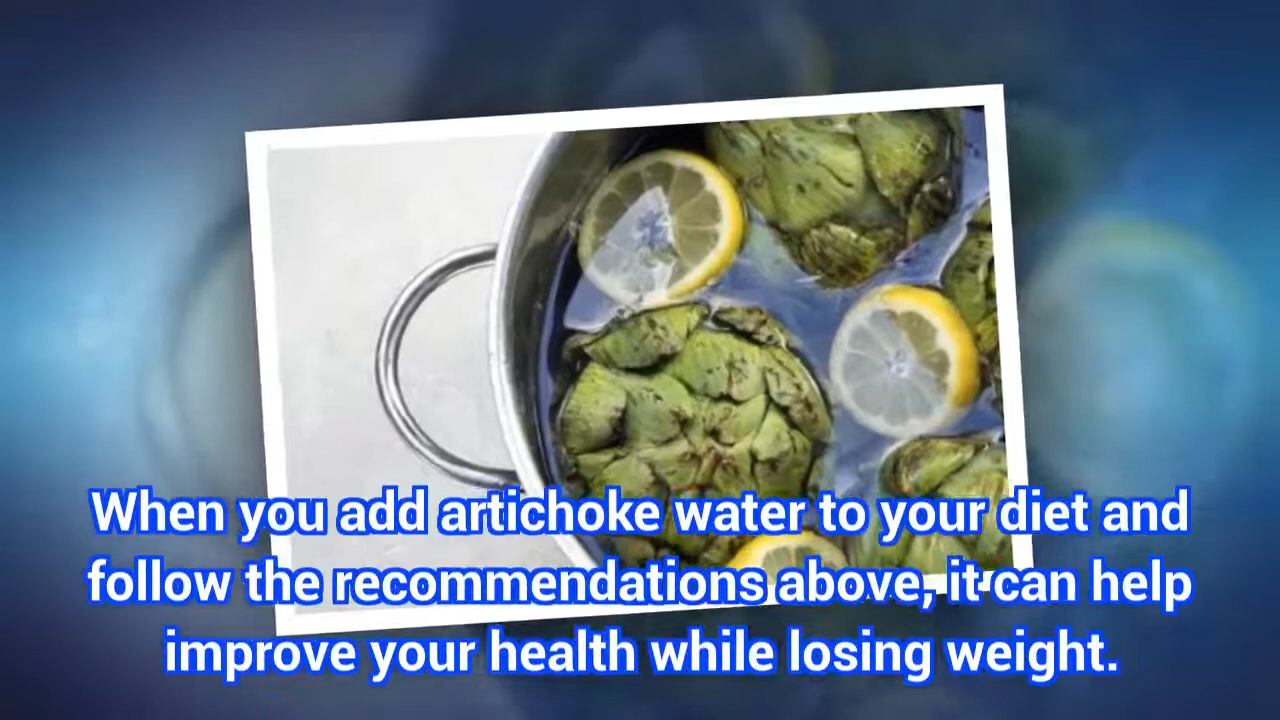 When you add artichoke water to your diet and
follow the recommendations above, it can help
improve your health while losing weight.